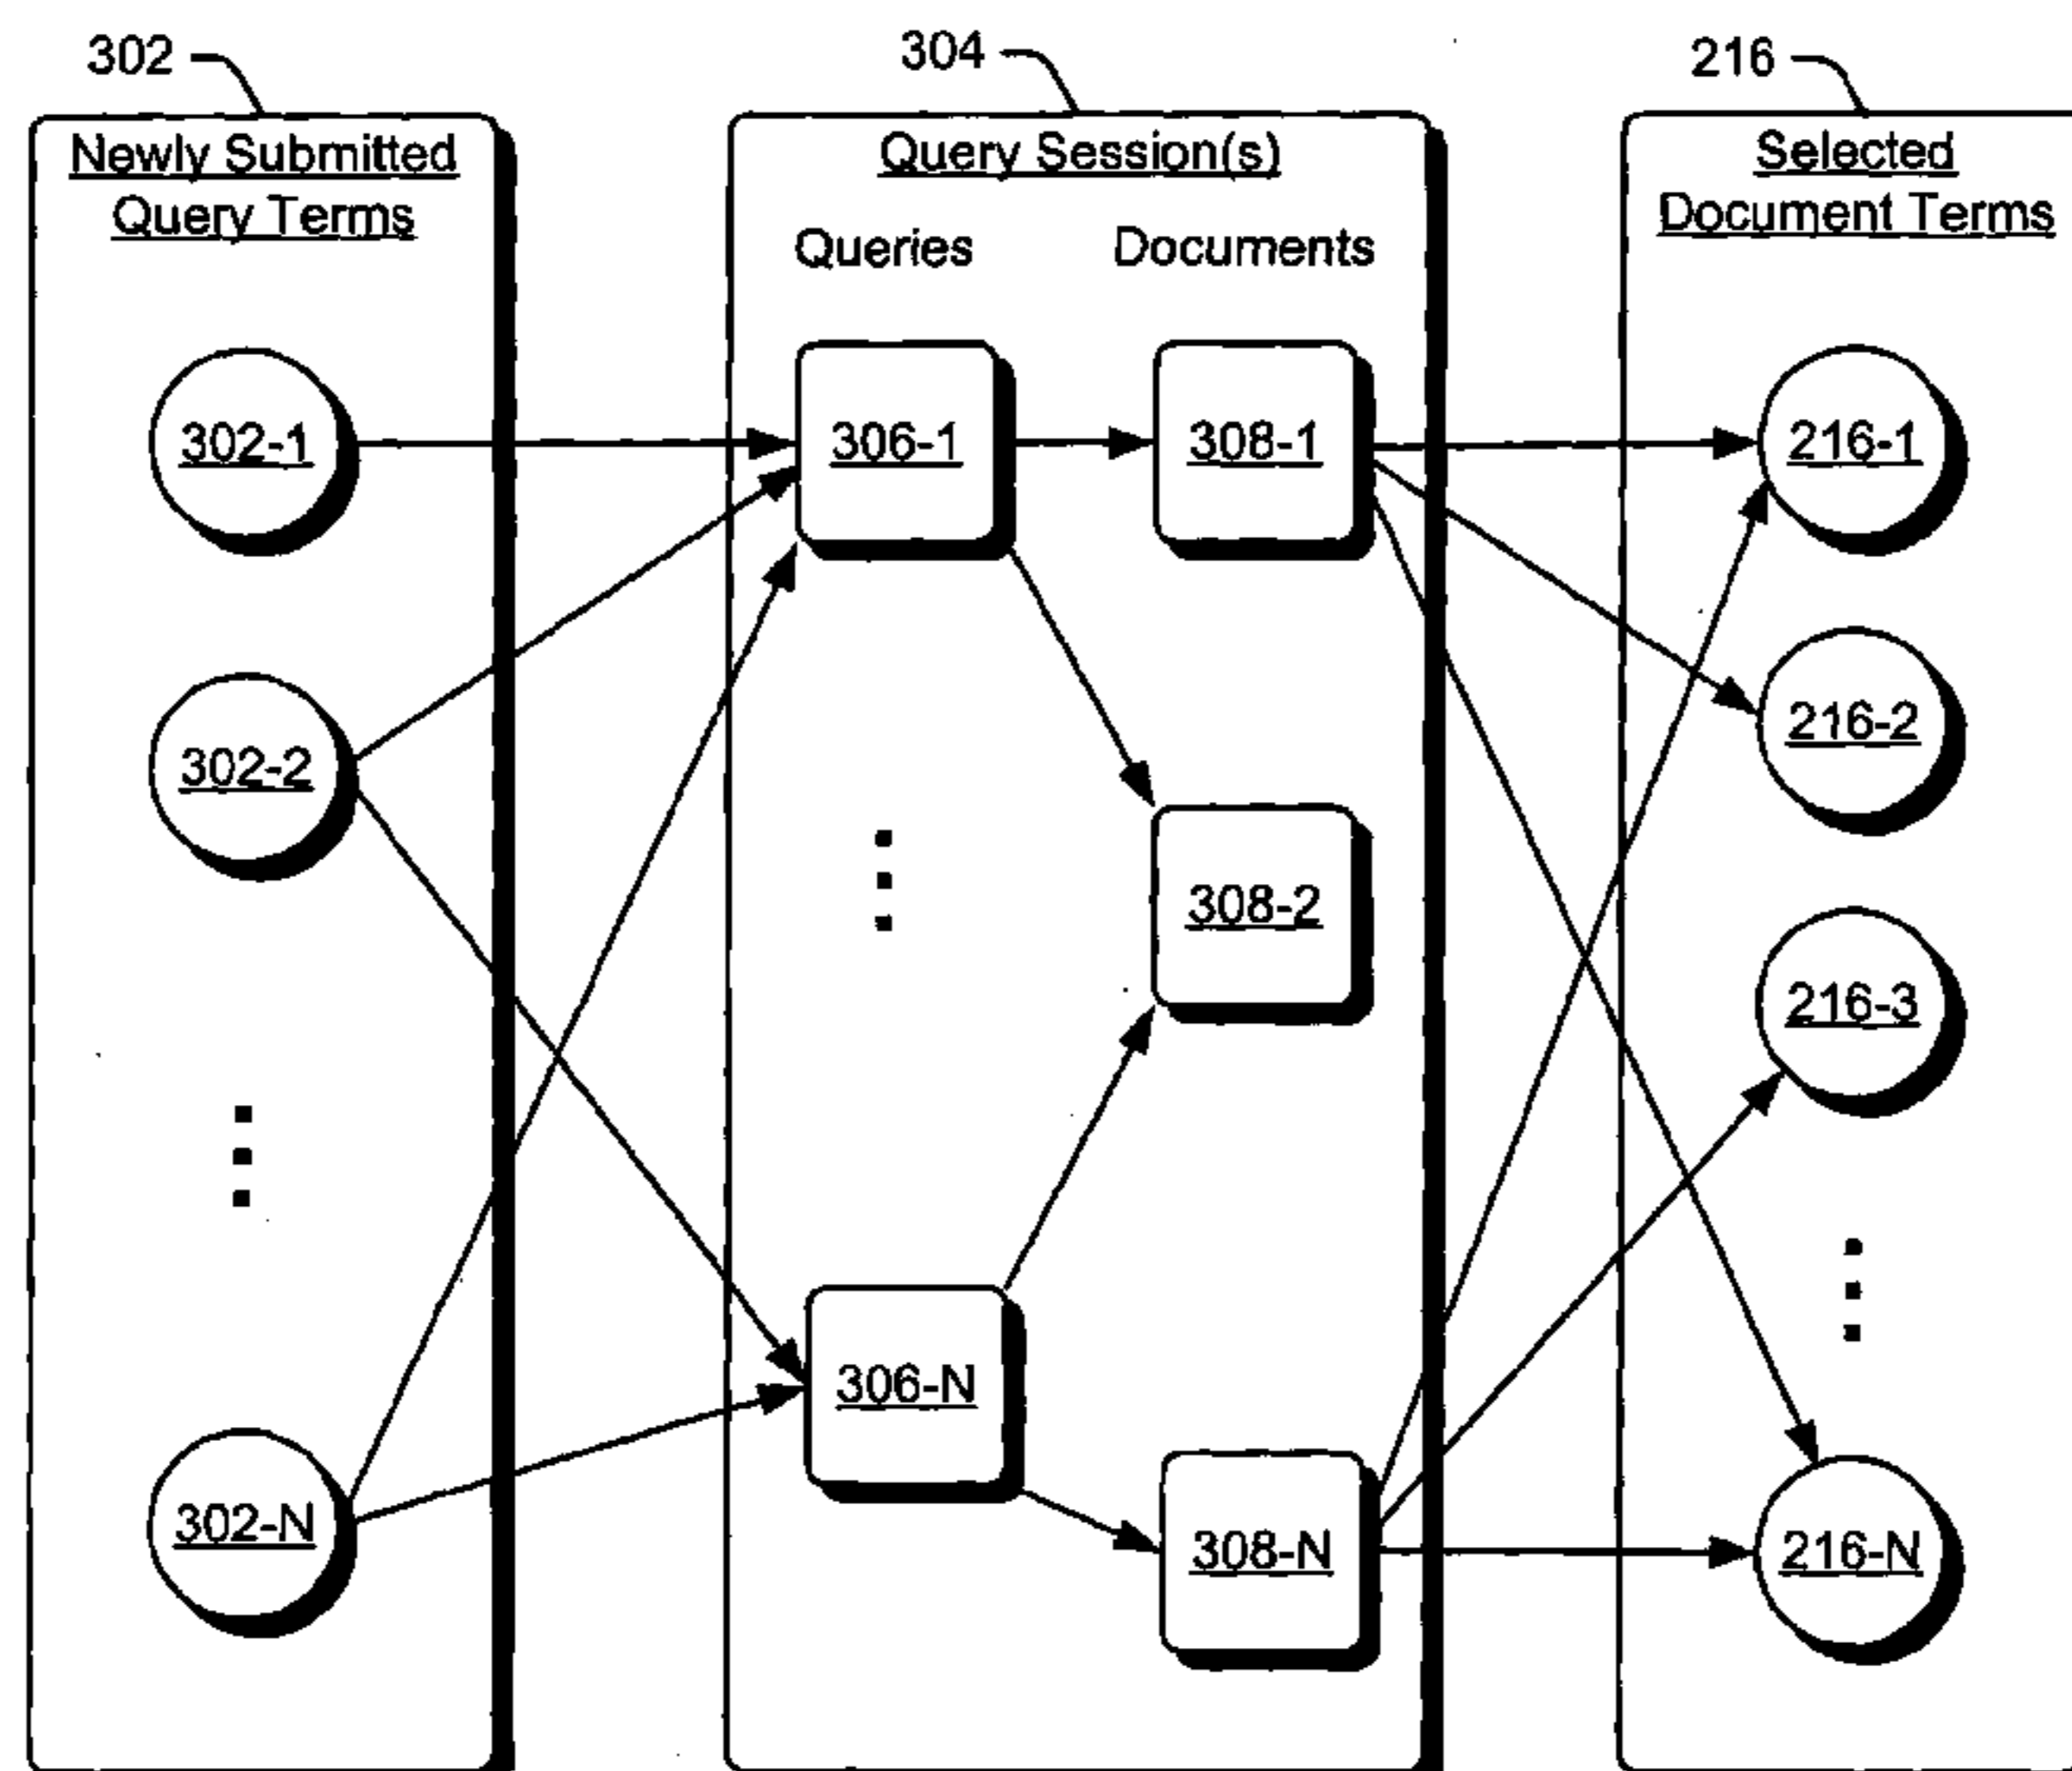 302
304
216
Newly Submitted
Query Terms
Query Session(s)
Queries
Documents
Selected
Document Terms
302-1
306-1
308-1
216-1
302-2
216-2
308-2
216-3
306-N
302-N
308-N
216-N